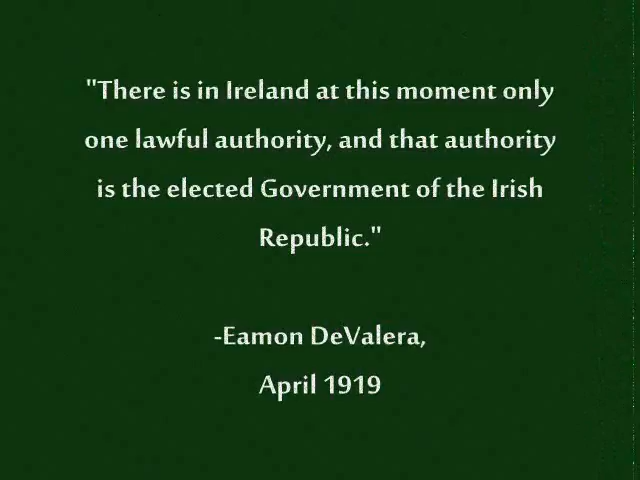 "There is in Ireland at this moment only
one lawful authority, and that authority
is the elected Government of the Irish
Republic."
-Eamon DeValera,
April 1919